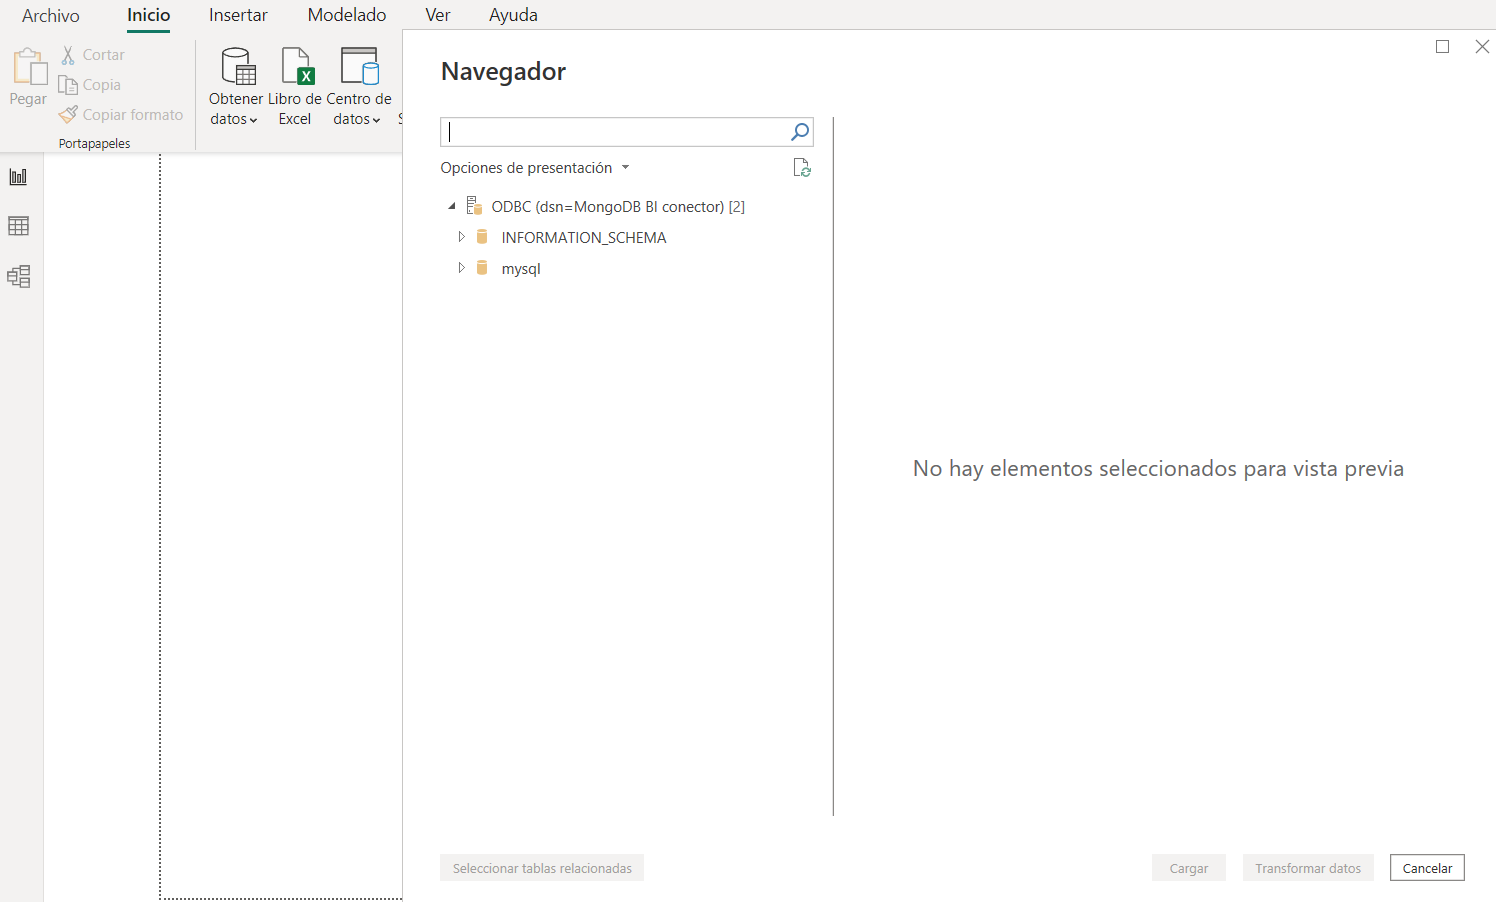 Archivo Inicio Insertar Modelado Ver Ayuda
Pegar
Cortar
Copia
Copiar formato
Portapapeles
Obtener datos
Libro de Excel
Centro de datos
Navegador
Opciones de presentación
ODBC (dsn=MongoDB BI conector) [2]
INFORMATION_SCHEMA
mysql
No hay elementos seleccionados para vista previa
Seleccionar tablas relacionadas
Cargar
Transformar datos
Cancelar